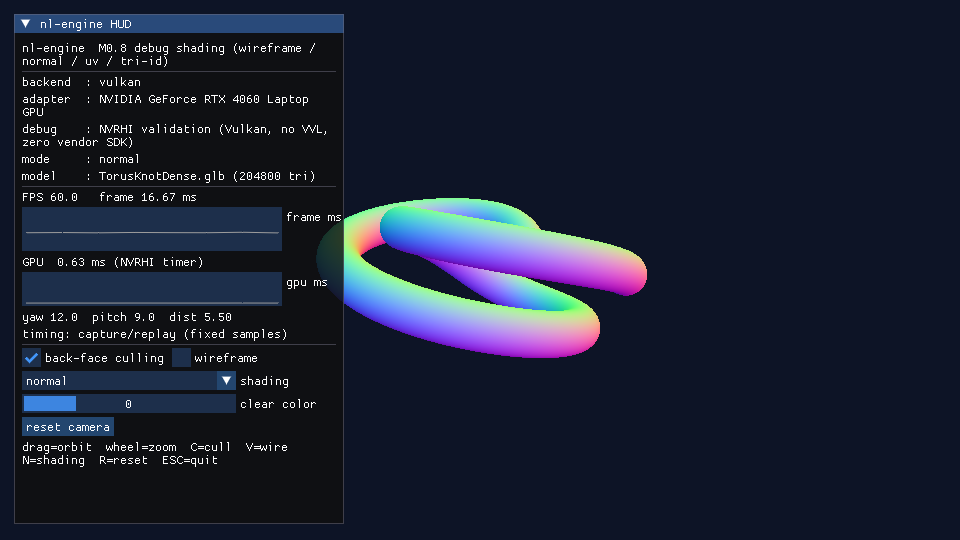 nl-engine HUD
nl-engine  M0.8 debug shading (wireframe /
normal / uv / tri-id)
backend  : vulkan
adapter  : NVIDIA GeForce RTX 4060 Laptop
GPU
debug    : NVRHI validation (Vulkan, no VVL,
zero vendor SDK)
mode     : normal
model    : TorusKnotDense.glb (204800 tri)
FPS 60.0   frame 16.67 ms
frame ms
GPU  0.63 ms (NVRHI timer)
gpu ms
yaw 12.0  pitch 9.0  dist 5.50
timing: capture/replay (fixed samples)
back-face culling  wireframe
normal  shading
0  clear color
reset camera
drag=orbit  wheel=zoom  C=cull  V=wire
N=shading  R=reset  ESC=quit